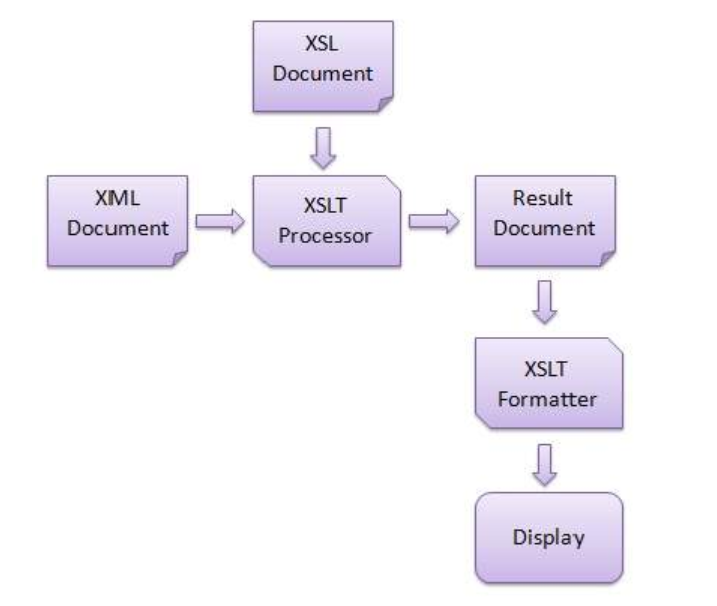 XSL
Document
XML
Document
XSLT
Processor
Result
Document
XSLT
Formatter
Display